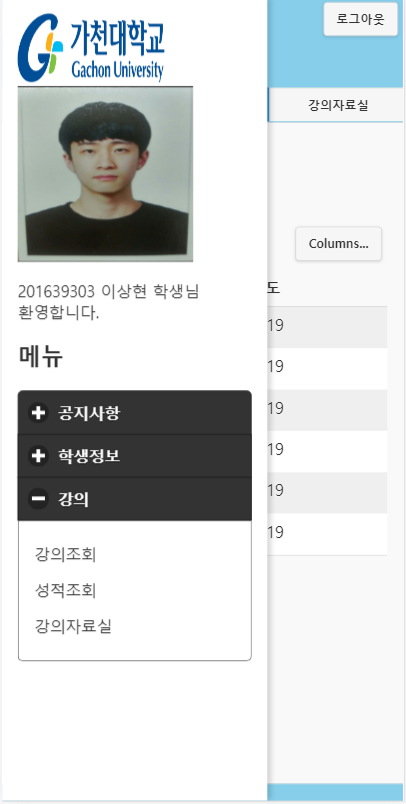 가천대학교
Gachon University
로그아웃
강의자료실
Columns...
201639303 이상현 학생님
환영합니다.
메뉴
공지사항
학생정보
강의
강의조회
성적조회
강의자료실
도
19
19
19
19
19
19